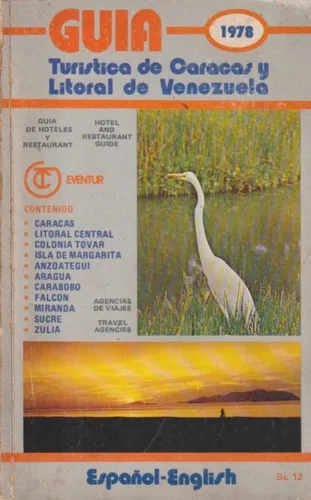 GUIA
1978
Turística de Caracas y
Litoral de Venezuela
GUIA
DE HOTELES
Y
RESTAURANT
HOTEL
AND
RESTAURANT
GUIDE
EVENTUR
CONTENIDO
• CARACAS
• LITORAL CENTRAL
• COLONIA TOVAR
• ISLA DE MARGARITA
• ANZOATEGUI
• ARAGUA
• CARABOBO
• FALCON
• MIRANDA
• SUCRE
• ZULIA
AGENCIAS
DE VIAJES
TRAVEL
AGENCIES
Español-English
Bs. 12